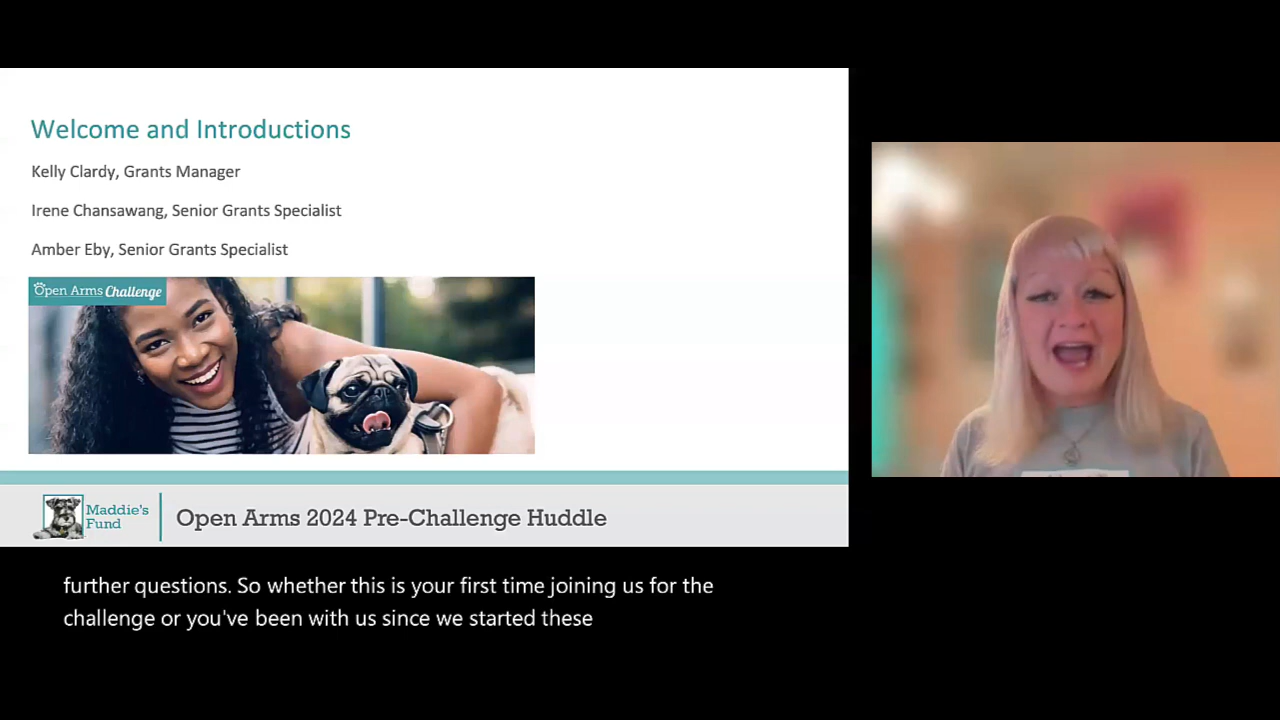 Welcome and Introductions
Kelly Clardy, Grants Manager
Irene Chansawang, Senior Grants Specialist
Amber Eby, Senior Grants Specialist
Open Arms Challenge
Maddie's
Fund
Open Arms 2024 Pre-Challenge Huddle
further questions. So whether this is your first time joining us for the
challenge or you've been with us since we started these